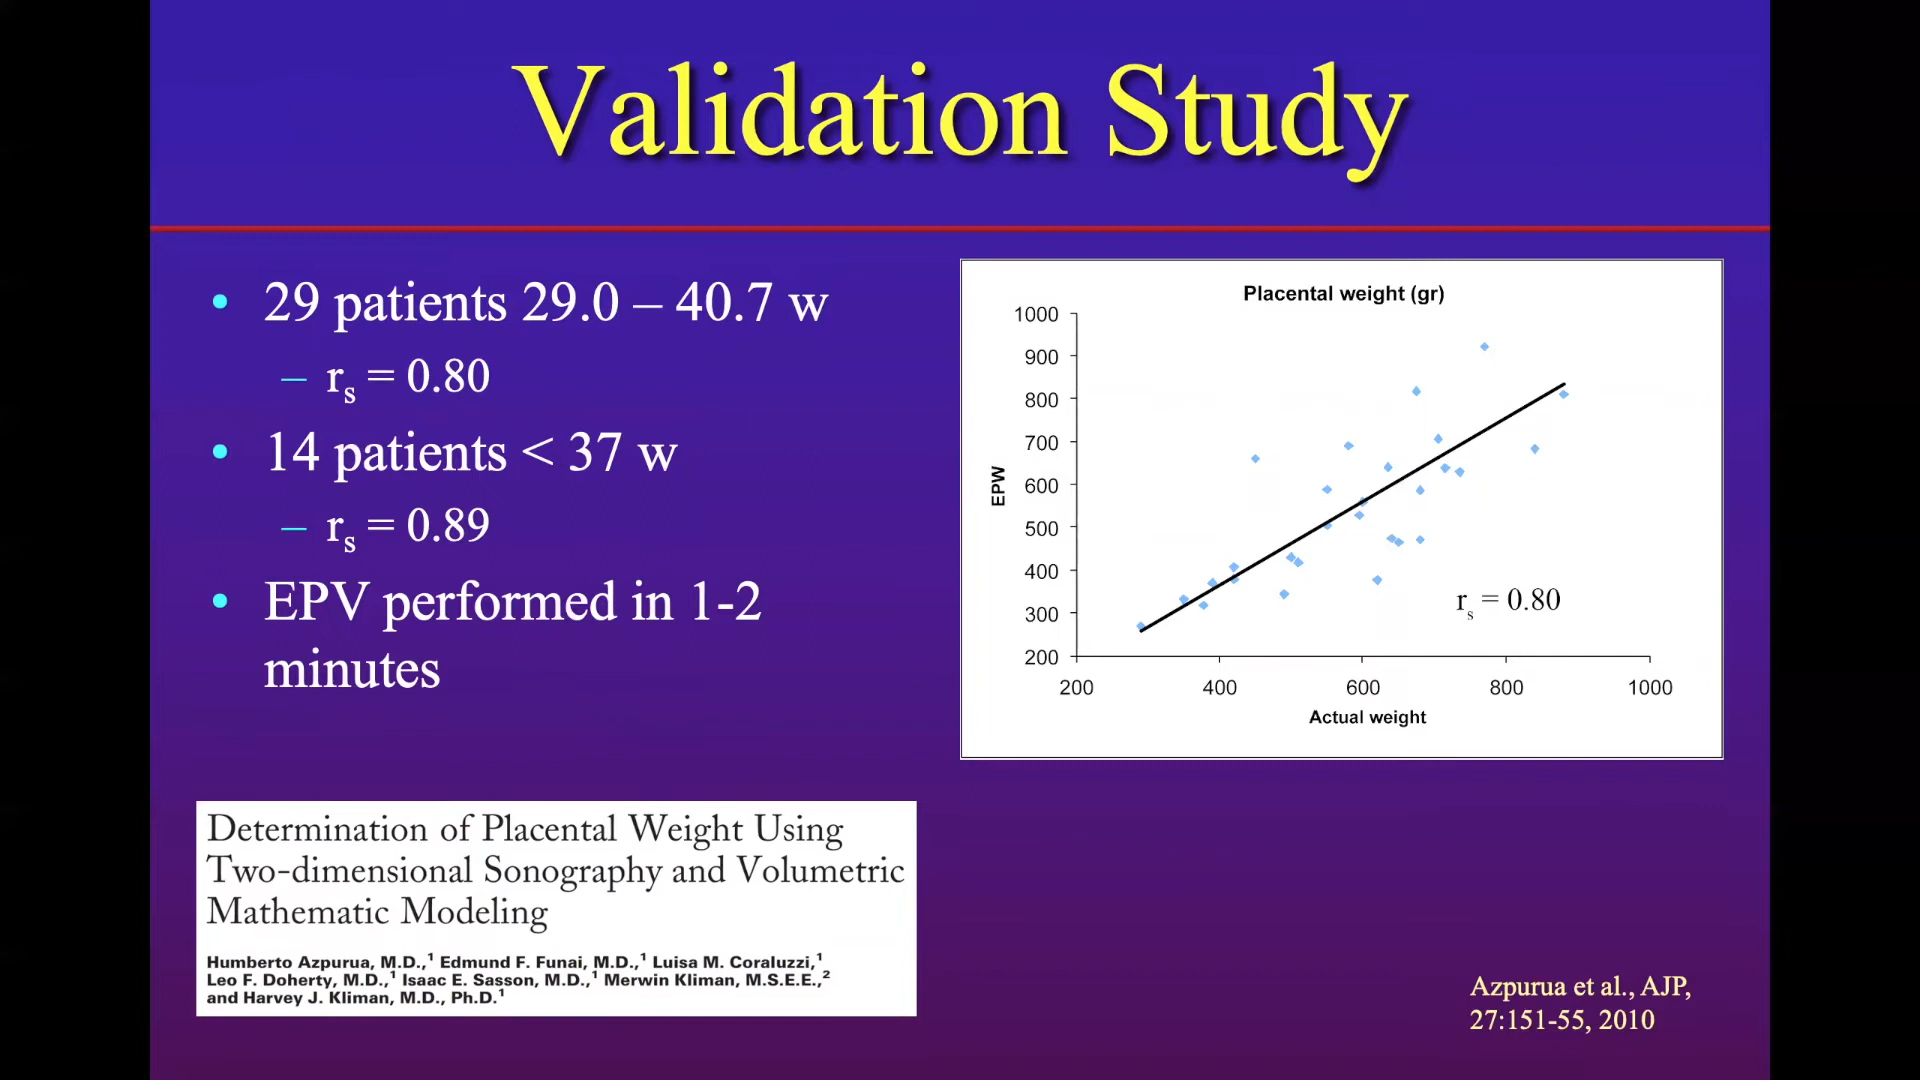 Validation Study
• 29 patients 29.0 – 40.7 w
– rs = 0.80
• 14 patients < 37 w
– rs = 0.89
• EPV performed in 1-2
minutes
Placental weight (gr)
1000
900
800
700
600
500
400
300
200
EPW
200 400 600 800 1000
Actual weight
rs = 0.80
Determination of Placental Weight Using
Two-dimensional Sonography and Volumetric
Mathematic Modeling
Humberto Azpurua, M.D.,1 Edmund F. Funai, M.D.,1 Luisa M. Coraluzzi,1
Leo F. Doherty, M.D.,1 Isaac E. Sasson, M.D.,1 Merwin Kliman, M.S.E.E.,2
and Harvey J. Kliman, M.D., Ph.D.1
Azpurua et al., AJP,
27:151-55, 2010